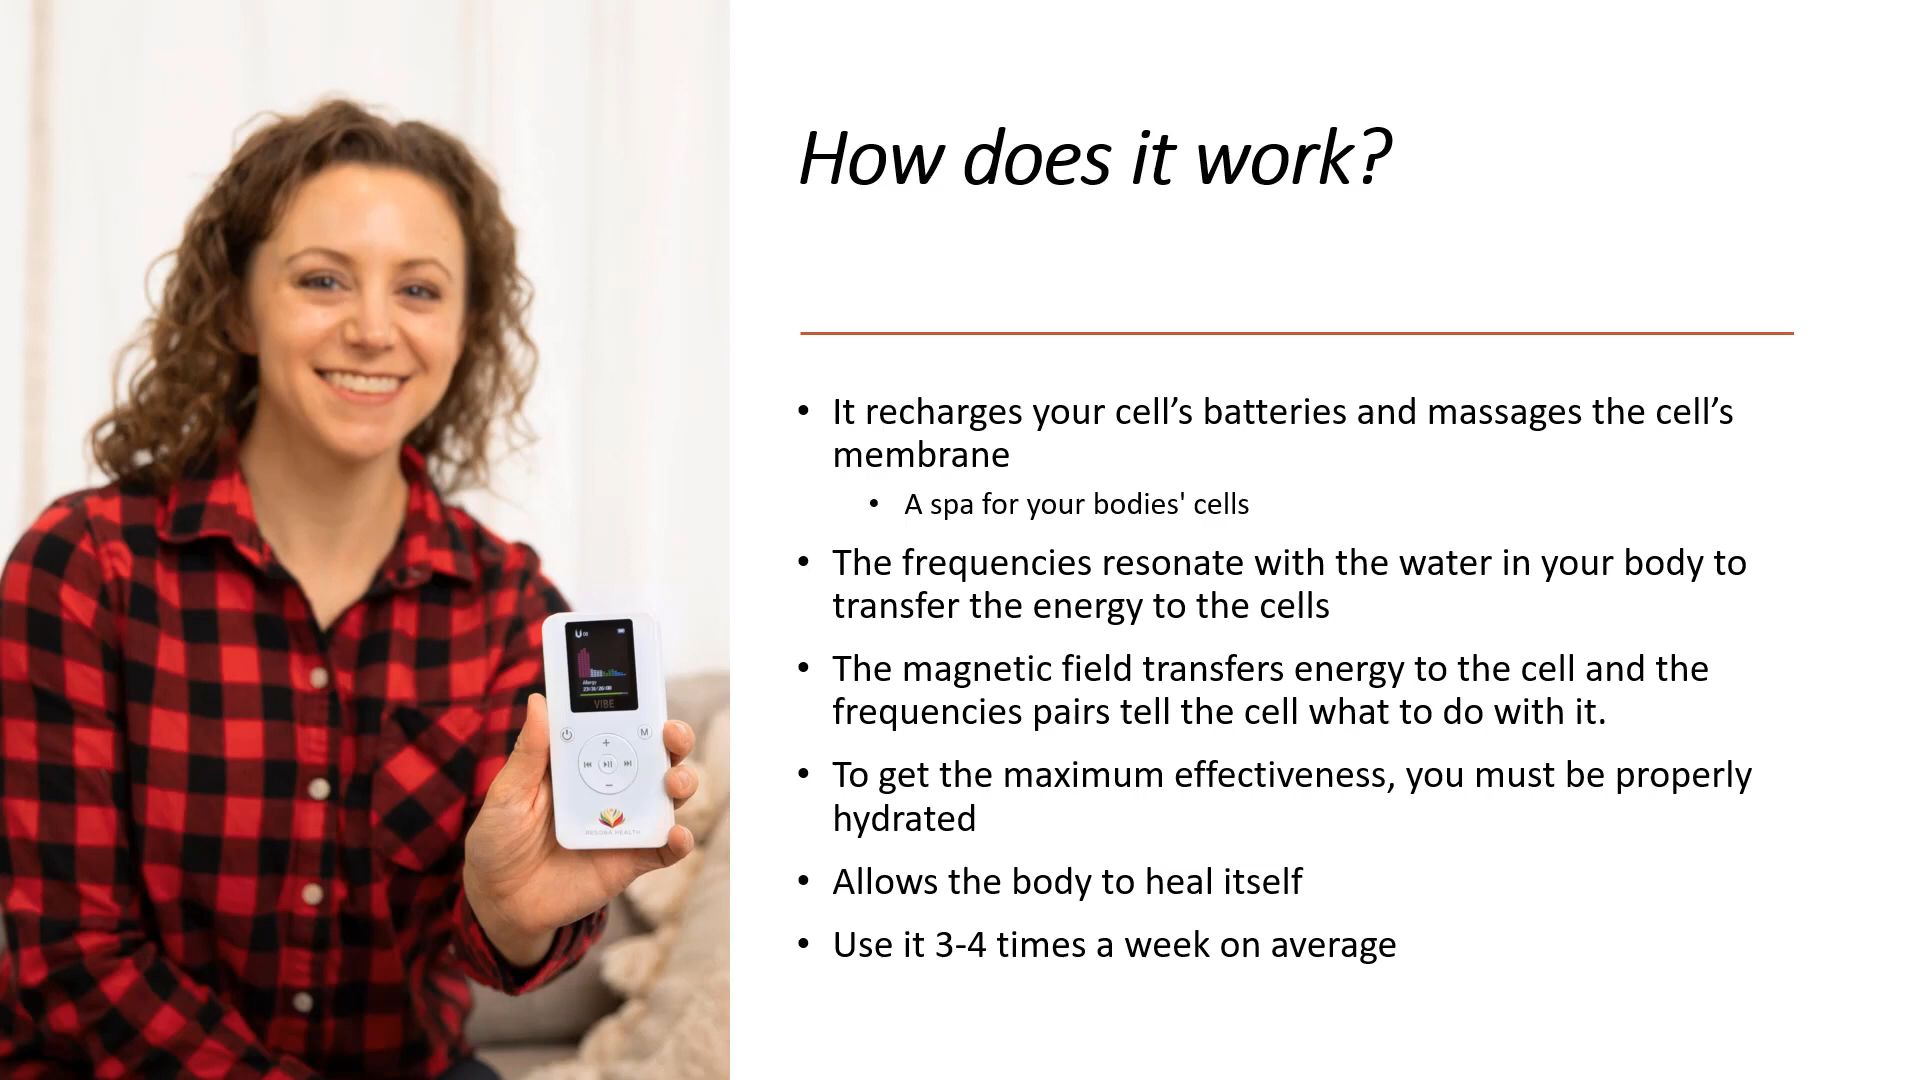 How does it work?
• It recharges your cell’s batteries and massages the cell’s
membrane
• A spa for your bodies' cells
• The frequencies resonate with the water in your body to
transfer the energy to the cells
• The magnetic field transfers energy to the cell and the
frequencies pairs tell the cell what to do with it.
• To get the maximum effectiveness, you must be properly
hydrated
• Allows the body to heal itself
• Use it 3-4 times a week on average
Allergy
VIBE
M
RESONA HEALTH